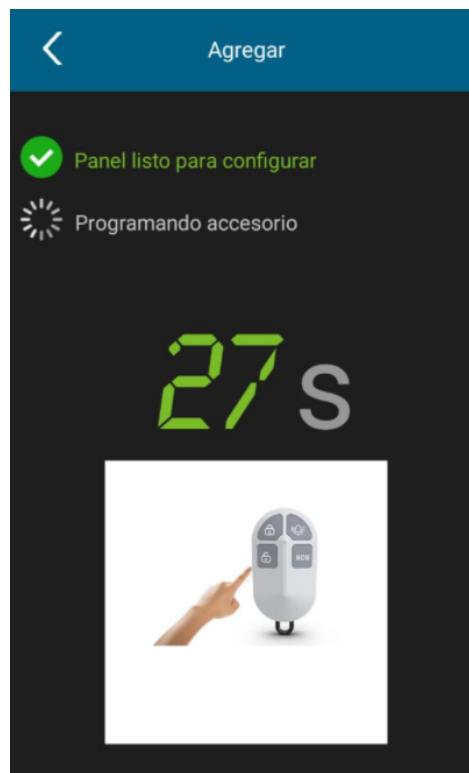 Agregar
Panel listo para configurar
Programando accesorio
27 s
SOS